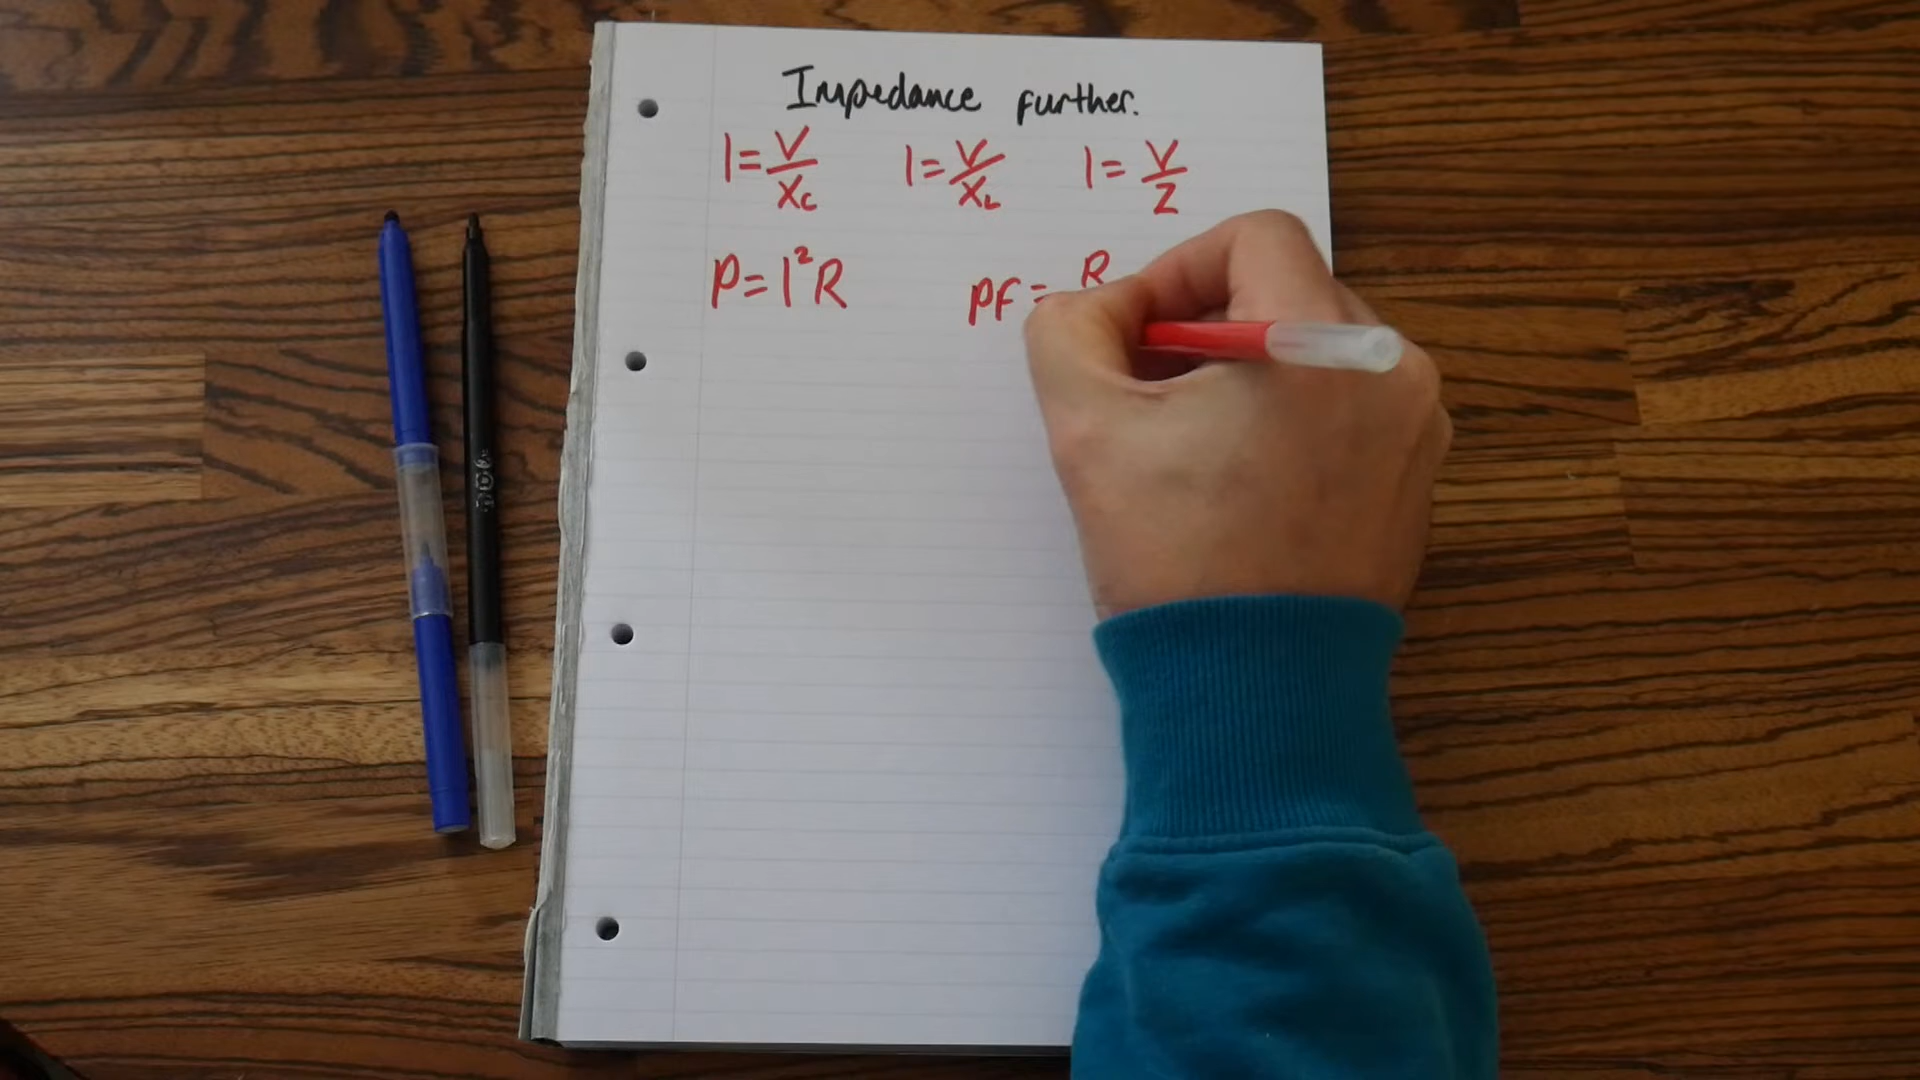 Impedance further.
I = V/XC I = V/XL I = V/Z
P = I²R PF = R